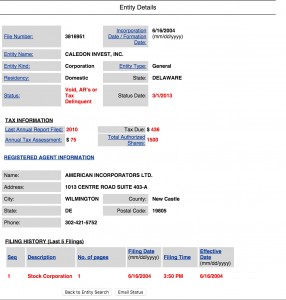 Entity Details
File Number: 3816951 Incorporation Date / Formation Date: 6/16/2004 (mm/dd/yyyy)
Entity Name: CALEDON INVEST, INC.
Entity Kind: Corporation Entity Type: General
Residency: Domestic State: DELAWARE
Status: Void, AR's or Tax Delinquent Status Date: 3/1/2013
TAX INFORMATION
Last Annual Report Filed: 2010 Tax Due: $ 436
Annual Tax Assessment: $ 75 Total Authorized Shares: 1500
REGISTERED AGENT INFORMATION
Name: AMERICAN INCORPORATORS LTD.
Address: 1013 CENTRE ROAD SUITE 403-A
City: WILMINGTON County: New Castle
State: DE Postal Code: 19805
Phone: 302-421-5752
FILING HISTORY (Last 5 Filings)
Seq Description No. of pages Filing Date (mm/dd/yyyy) Filing Time Effective Date (mm/dd/yyyy)
1 Stock Corporation 1 6/16/2004 2:50 PM 6/16/2004
Back to Entity Search Email Status